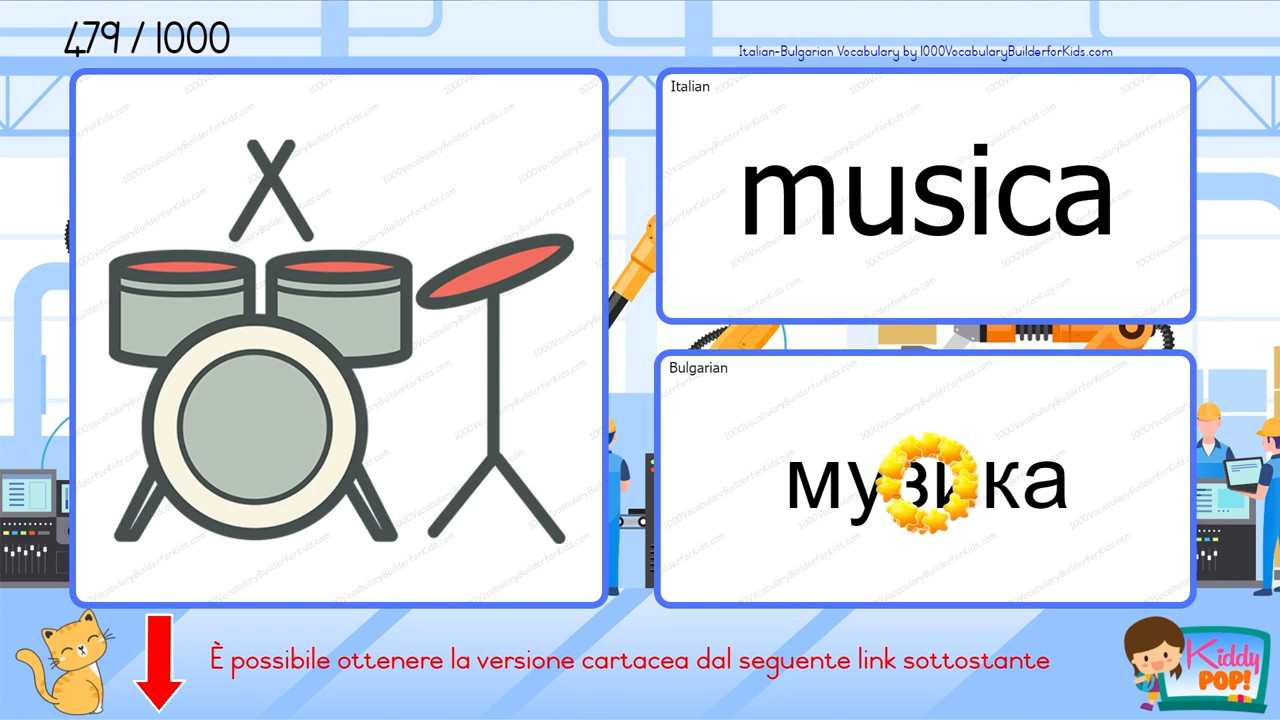 479 / 1000
Italian-Bulgarian Vocabulary by 1000VocabularyBuilderforKids.com
Italian
musica
Bulgarian
музика
È possibile ottenere la versione cartacea dal seguente link sottostante
Kiddy
POP!